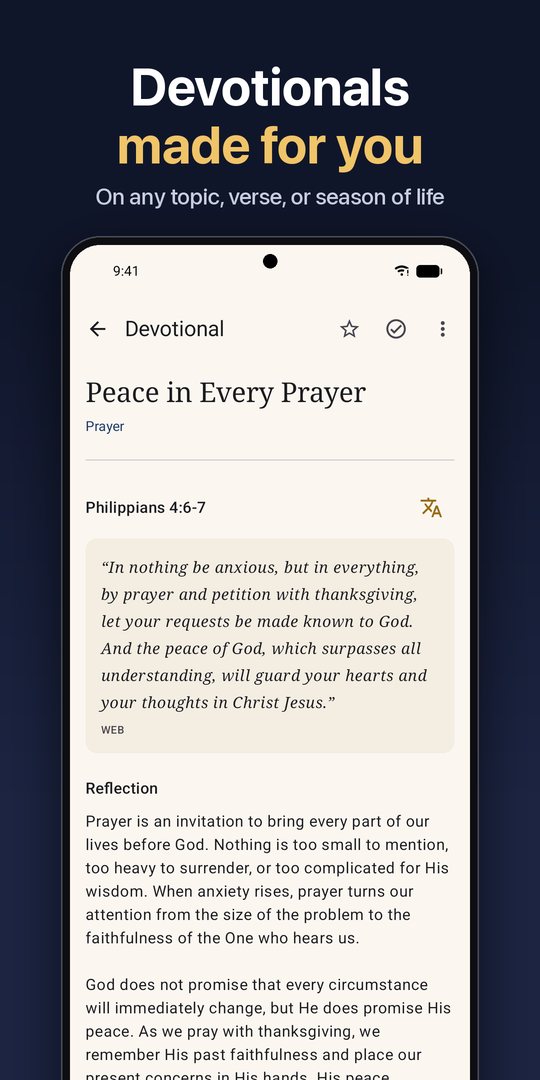 Devotionals
made for you
On any topic, verse, or season of life
9:41
Devotional
Peace in Every Prayer
Prayer
Philippians 4:6-7
“In nothing be anxious, but in everything,
by prayer and petition with thanksgiving,
let your requests be made known to God.
And the peace of God, which surpasses all
understanding, will guard your hearts and
your thoughts in Christ Jesus.”
WEB
Reflection
Prayer is an invitation to bring every part of our
lives before God. Nothing is too small to mention,
too heavy to surrender, or too complicated for His
wisdom. When anxiety rises, prayer turns our
attention from the size of the problem to the
faithfulness of the One who hears us.
God does not promise that every circumstance
will immediately change, but He does promise His
peace. As we pray with thanksgiving, we
remember His past faithfulness and place our
present concerns in His hands. His peace